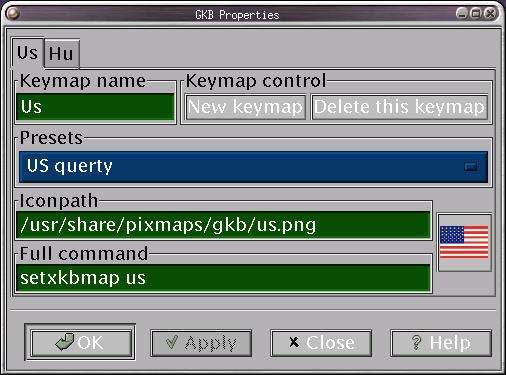 GKB Properties
Us Hu
Keymap name Keymap control
Us New keymap Delete this keymap
Presets
US querty
Iconpath
/usr/share/pixmaps/gkb/us.png
Full command
setxkbmap us
OK Apply Close Help